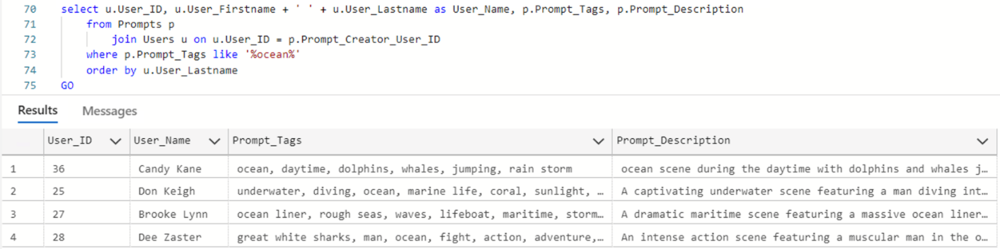 70 select u.User_ID, u.User_Firstname + ' ' + u.User_Lastname as User_Name, p.Prompt_Tags, p.Prompt_Description
71 from Prompts p
72 join Users u on u.User_ID = p.Prompt_Creator_User_ID
73 where p.Prompt_Tags like '%ocean%'
74 order by u.User_Lastname
75 GO
Results Messages
User_ID User_Name Prompt_Tags Prompt_Description
1 36 Candy Kane ocean, daytime, dolphins, whales, jumping, rain storm ocean scene during the daytime with dolphins and whales j…
2 25 Don Keigh underwater, diving, ocean, marine life, coral, sunlight, … A captivating underwater scene featuring a man diving int…
3 27 Brooke Lynn ocean liner, rough seas, waves, lifeboat, maritime, storm… A dramatic maritime scene featuring a massive ocean liner…
4 28 Dee Zaster great white sharks, man, ocean, fight, action, adventure,… An intense action scene featuring a muscular man in the o…